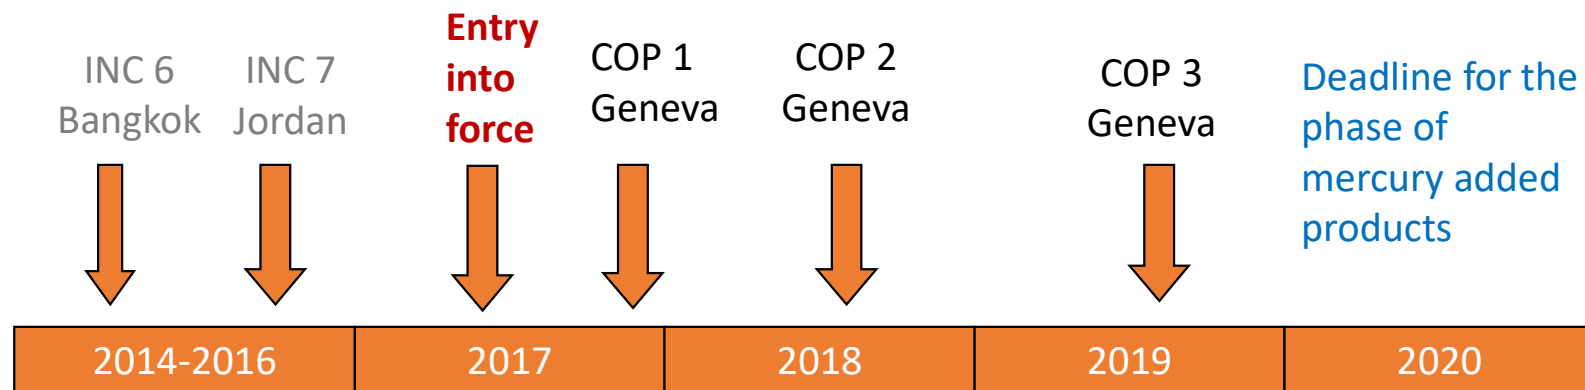 INC 6
Bangkok
INC 7
Jordan
Entry
into
force
COP 1
Geneva
COP 2
Geneva
COP 3
Geneva
Deadline for the
phase of
mercury added
products
2014-2016
2017
2018
2019
2020